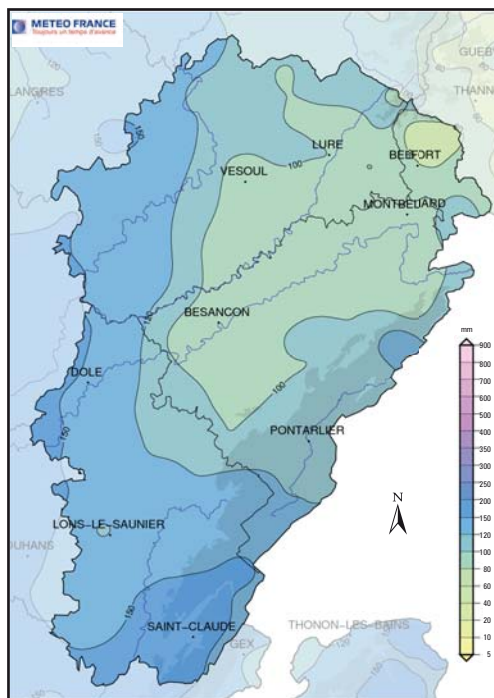 METEO FRANCE
Toujours un temps d'avance
GUEB
LANGRES
THANN
150
LURE
BELFORT
100
VESOUL
MONTBELIARD
BESANCON
DOLE
100
150
PONTARLIER
N
LONS-LE-SAUNIER
OUHANS
150
SAINT-CLAUDE
THONON-LES-BAINS
GEX
120
150
mm
900
800
700
600
500
400
350
300
250
200
150
120
100
80
60
40
20
10
5